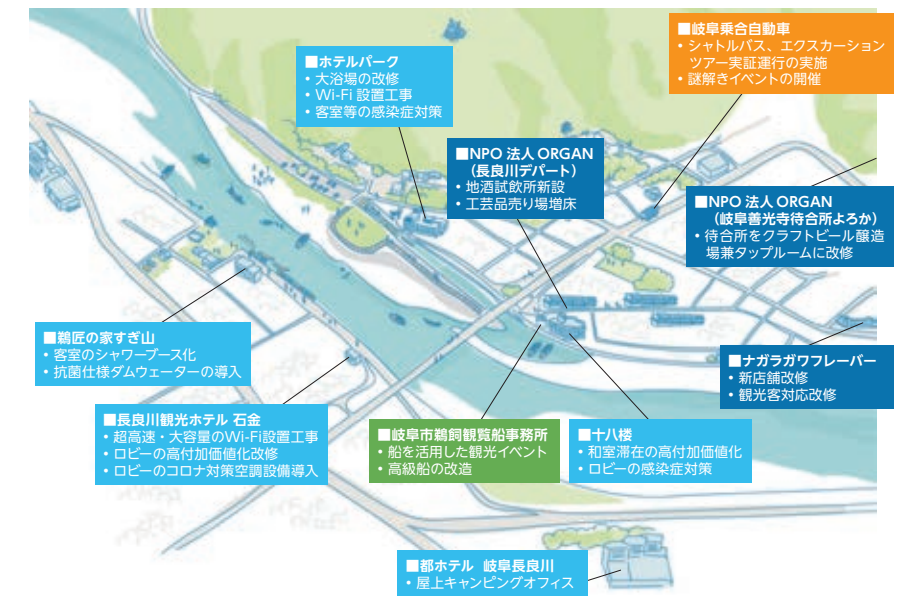 ■岐阜乗合自動車
• シャトルバス、エクスカーション
ツアー実証運行の実施
• 謎解きイベントの開催
■ホテルパーク
• 大浴場の改修
• Wi-Fi 設置工事
• 客室等の感染症対策
■NPO 法人 ORGAN
（長良川デパート）
• 地酒試飲所新設
• 工芸品売り場増床
■NPO 法人 ORGAN
（岐阜善光寺待合所よろか）
• 待合所をクラフトビール醸造
場兼タップルームに改修
■鵜匠の家すぎ山
• 客室のシャワーブース化
• 抗菌仕様ダムウェーターの導入
■ナガラガワフレーバー
• 新店舗改修
• 観光客対応改修
■長良川観光ホテル 石金
• 超高速・大容量のWi-Fi設置工事
• ロビーの高付加価値化改修
• ロビーのコロナ対策空調設備導入
■岐阜市鵜飼観覧船事務所
• 船を活用した観光イベント
• 高級船の改造
■十八楼
• 和室滞在の高付加価値化
• ロビーの感染症対策
■都ホテル 岐阜長良川
• 屋上キャンピングオフィス